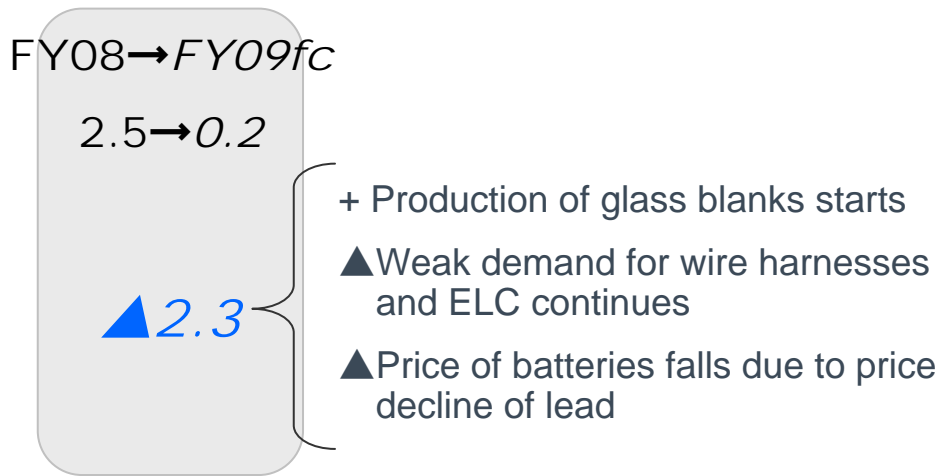 FY08→FY09fc
2.5→0.2
▲2.3
+ Production of glass blanks starts
▲Weak demand for wire harnesses
and ELC continues
▲Price of batteries falls due to price
decline of lead